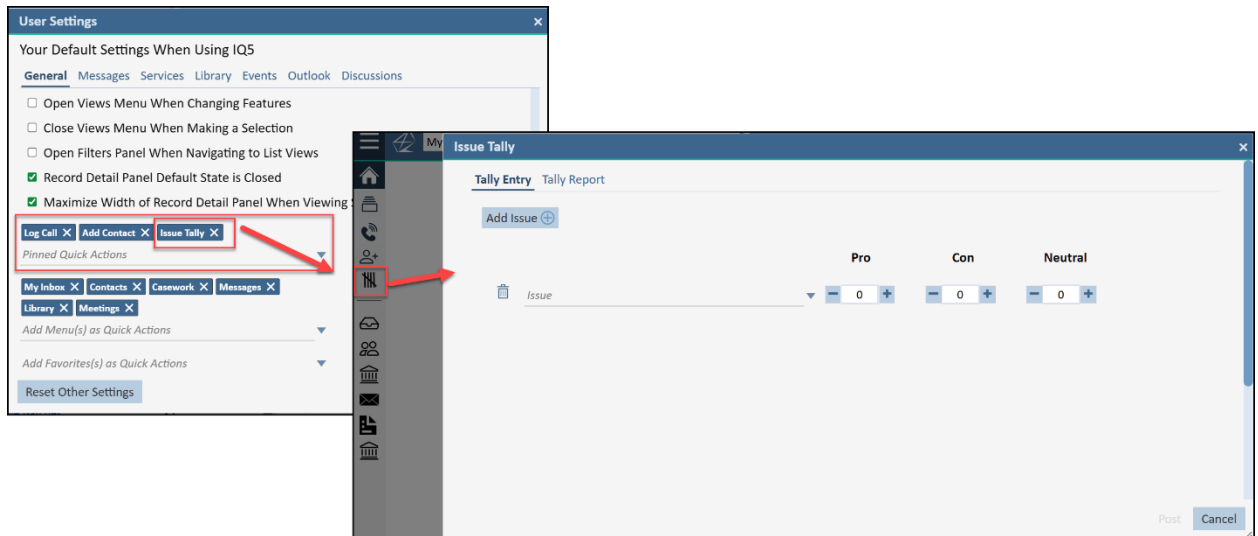 User Settings
Your Default Settings When Using IQ5
General Messages Services Library Events Outlook Discussions
Open Views Menu When Changing Features
Close Views Menu When Making a Selection
Open Filters Panel When Navigating to List Views
Record Detail Panel Default State is Closed
Maximize Width of Record Detail Panel When Viewing
Log Call X Add Contact X Issue Tally X
Pinned Quick Actions
My Inbox X Contacts X Casework X Messages X
Library X Meetings X
Add Menu(s) as Quick Actions
Add Favorites(s) as Quick Actions
Reset Other Settings
My
Issue Tally
Tally Entry Tally Report
Add Issue
Pro Con Neutral
Issue 0 0 0
Post Cancel